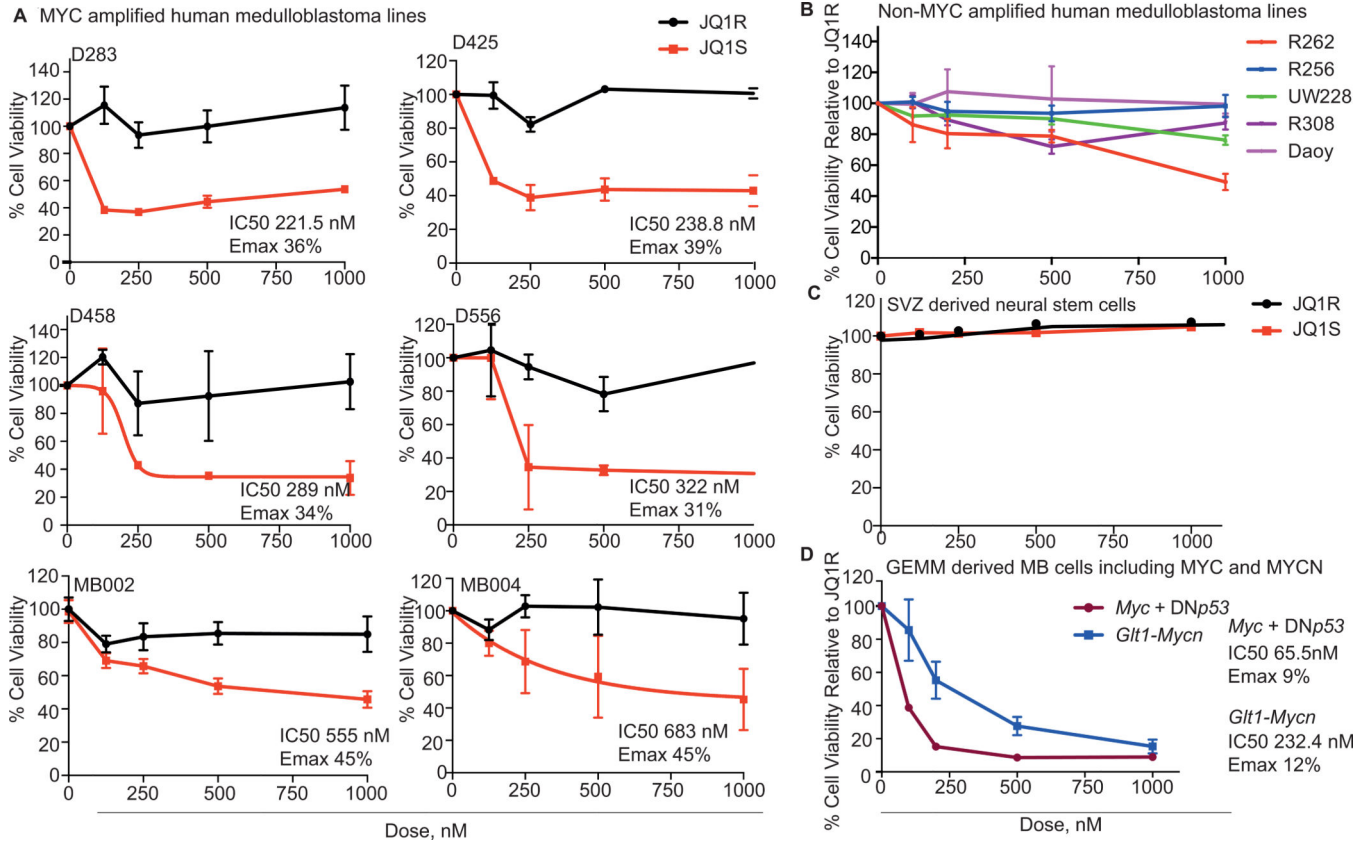 A MYC amplified human medulloblastoma lines
JQ1R
JQ1S
D283
% Cell Viability
140
120
100
80
60
40
20
0
0 250 500 750 1000
IC50 221.5 nM
Emax 36%
D425
% Cell Viability
140
120
100
80
60
40
20
0
0 250 500 750 1000
IC50 238.8 nM
Emax 39%
D458
% Cell Viability
140
120
100
80
60
40
20
0
0 250 500 750 1000
IC50 289 nM
Emax 34%
D556
% Cell Viability
120
100
80
60
40
20
0
0 250 500 750 1000
IC50 322 nM
Emax 31%
MB002
% Cell Viability
120
100
80
60
40
20
0
0 250 500 750 1000
IC50 555 nM
Emax 45%
MB004
% Cell Viability
120
100
80
60
40
20
0
0 250 500 750 1000
IC50 683 nM
Emax 45%
Dose, nM
B Non-MYC amplified human medulloblastoma lines
% Cell Viability Relative to JQ1R
140
120
100
80
60
40
20
0
0 250 500 750 1000
R262
R256
UW228
R308
Daoy
C SVZ derived neural stem cells
JQ1R
JQ1S
% Cell Viability
120
100
80
60
40
20
0
0 250 500 750 1000
D GEMM derived MB cells including MYC and MYCN
% Cell Viability Relative to JQ1R
120
100
80
60
40
20
0
0 250 500 750 1000
Myc + DNp53
Glt1-Mycn
Myc + DNp53
IC50 65.5nM
Emax 9%
Glt1-Mycn
IC50 232.4 nM
Emax 12%
Dose, nM